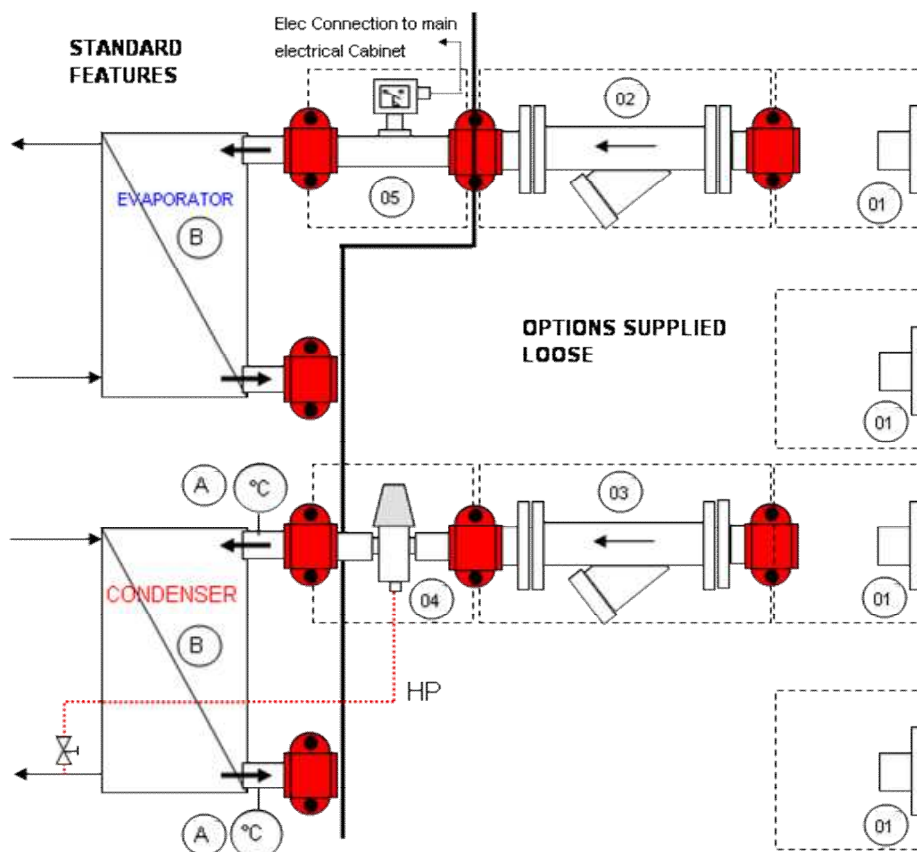 Elec Connection to main
electrical Cabinet
STANDARD
FEATURES
02
01
05
EVAPORATOR
B
OPTIONS SUPPLIED
LOOSE
01
A
°C
03
04
01
CONDENSER
B
HP
A
°C
01